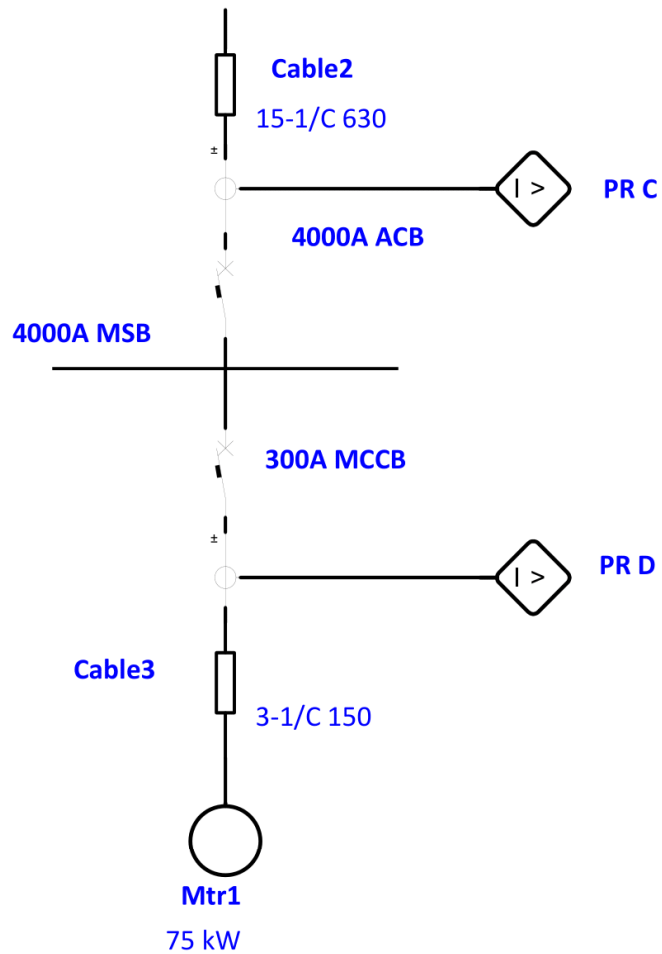 Cable2
15-1/C 630
±
I >
PR C
4000A ACB
4000A MSB
300A MCCB
±
I >
PR D
Cable3
3-1/C 150
Mtr1
75 kW